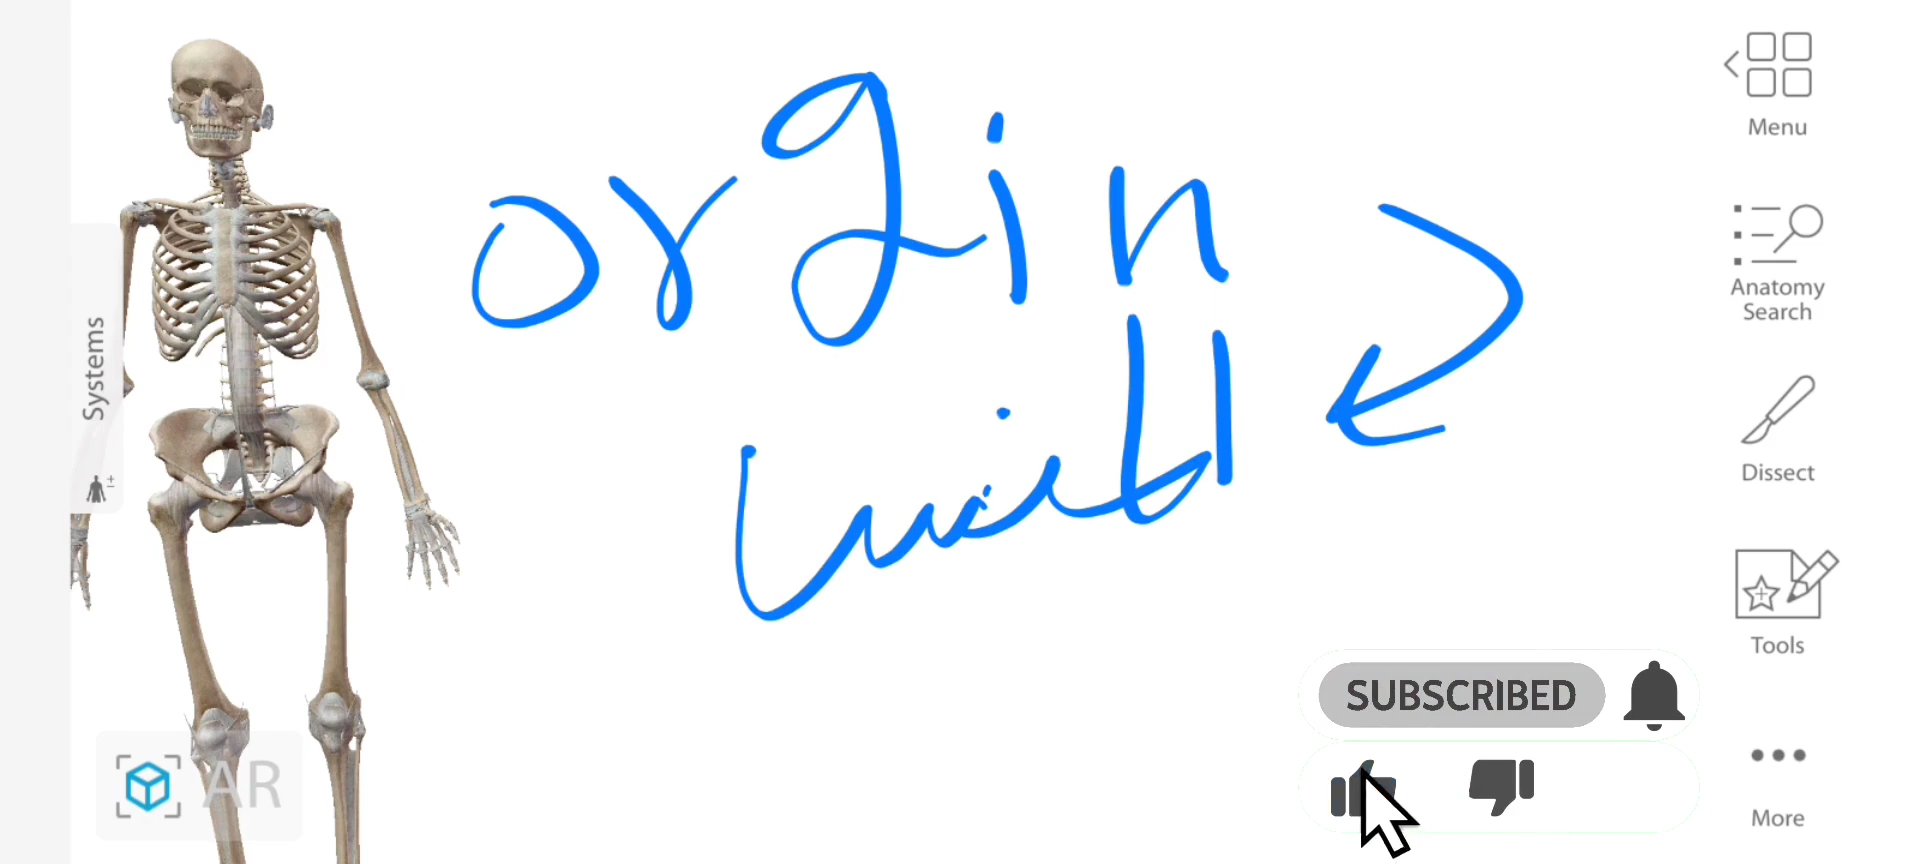 orgin
Menu
Anatomy
Search
Systems
Dissect
Tools
SUBSCRIBED
AR
More